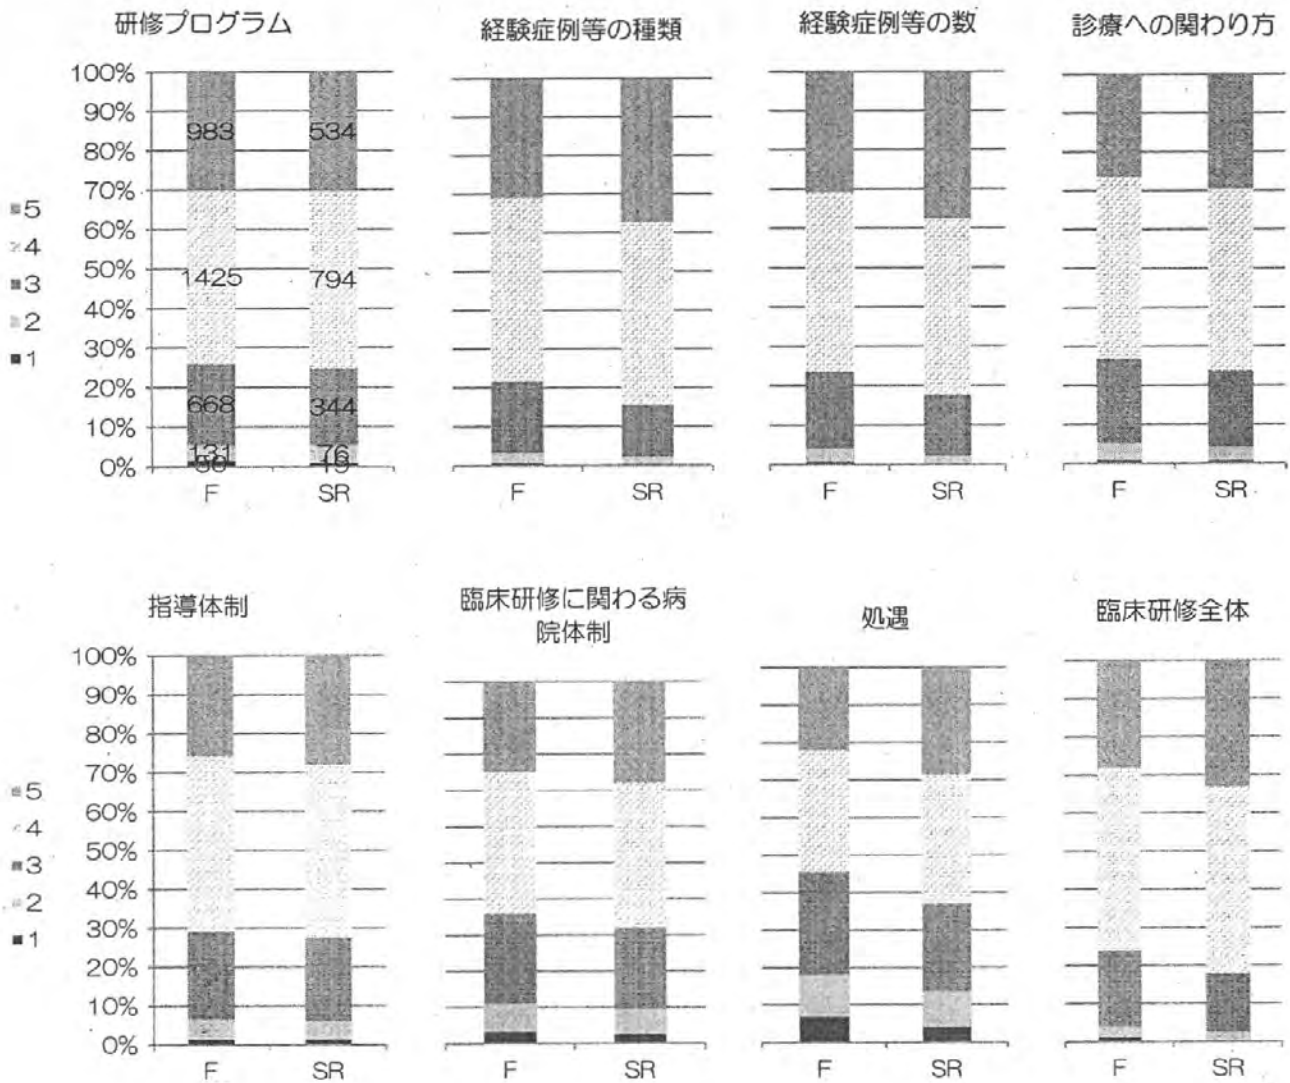 研修プログラム
経験症例等の種類
経験症例等の数
診療への関わり方
100%
90%
80%
70%
60%
50%
40%
30%
20%
10%
0%
5
4
3
2
1
983
534
1425
794
668
344
131
76
F
SR
F
SR
F
SR
F
SR
指導体制
臨床研修に関わる病
院体制
処遇
臨床研修全体
100%
90%
80%
70%
60%
50%
40%
30%
20%
10%
0%
5
4
3
2
1
F
SR
F
SR
F
SR
F
SR